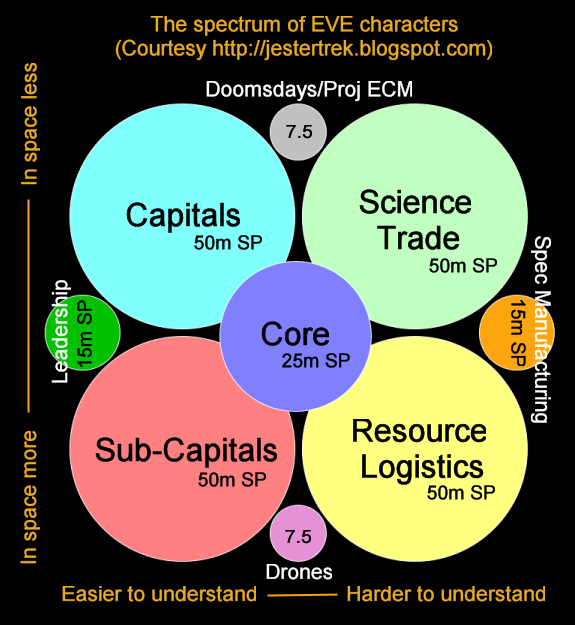 The spectrum of EVE characters
(Courtesy http://jestertrek.blogspot.com)
In space less
Doomsdays/Proj ECM
7.5
Capitals
50m SP
Science
Trade
50m SP
Leadership
15m SP
Core
25m SP
Spec Manufacturing
15m SP
Sub-Capitals
50m SP
Resource
Logistics
50m SP
In space more
7.5
Drones
Easier to understand
Harder to understand